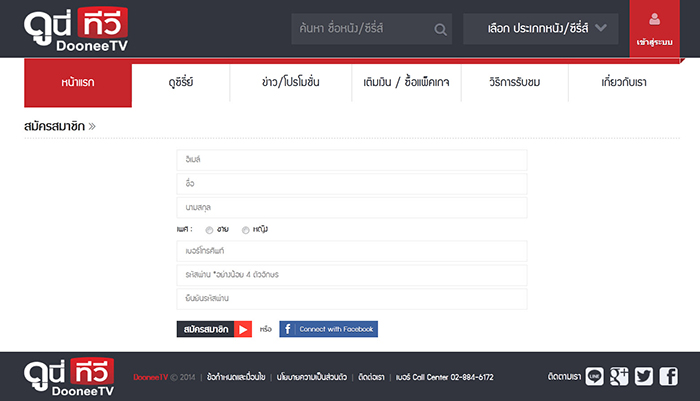 ดูนี่ ทีวี
DooneeTV
ค้นหา ชื่อหนัง/ซีรี่ส์
เลือก ประเภทหนัง/ซีรี่ส์
เข้าสู่ระบบ
หน้าแรก ดูซีรี่ย์ ข่าว/โปรโมชั่น เติมเงิน / ซื้อแพ็คเกจ วิธีการรับชม เกี่ยวกับเรา
สมัครสมาชิก »
อีเมล์
ชื่อ
นามสกุล
เพศ : ชาย หญิง
เบอร์โทรศัพท์
รหัสผ่าน *อย่างน้อย 4 ตัวอักษร
ยืนยันรหัสผ่าน
สมัครสมาชิก หรือ f Connect with Facebook
ดูนี่ ทีวี
DooneeTV
DooneeTV © 2014 | ข้อกำหนดและเงื่อนไข | นโยบายความเป็นส่วนตัว | ติดต่อเรา | เบอร์ Call Center 02-884-6172
ติดตามเรา LINE g+ f